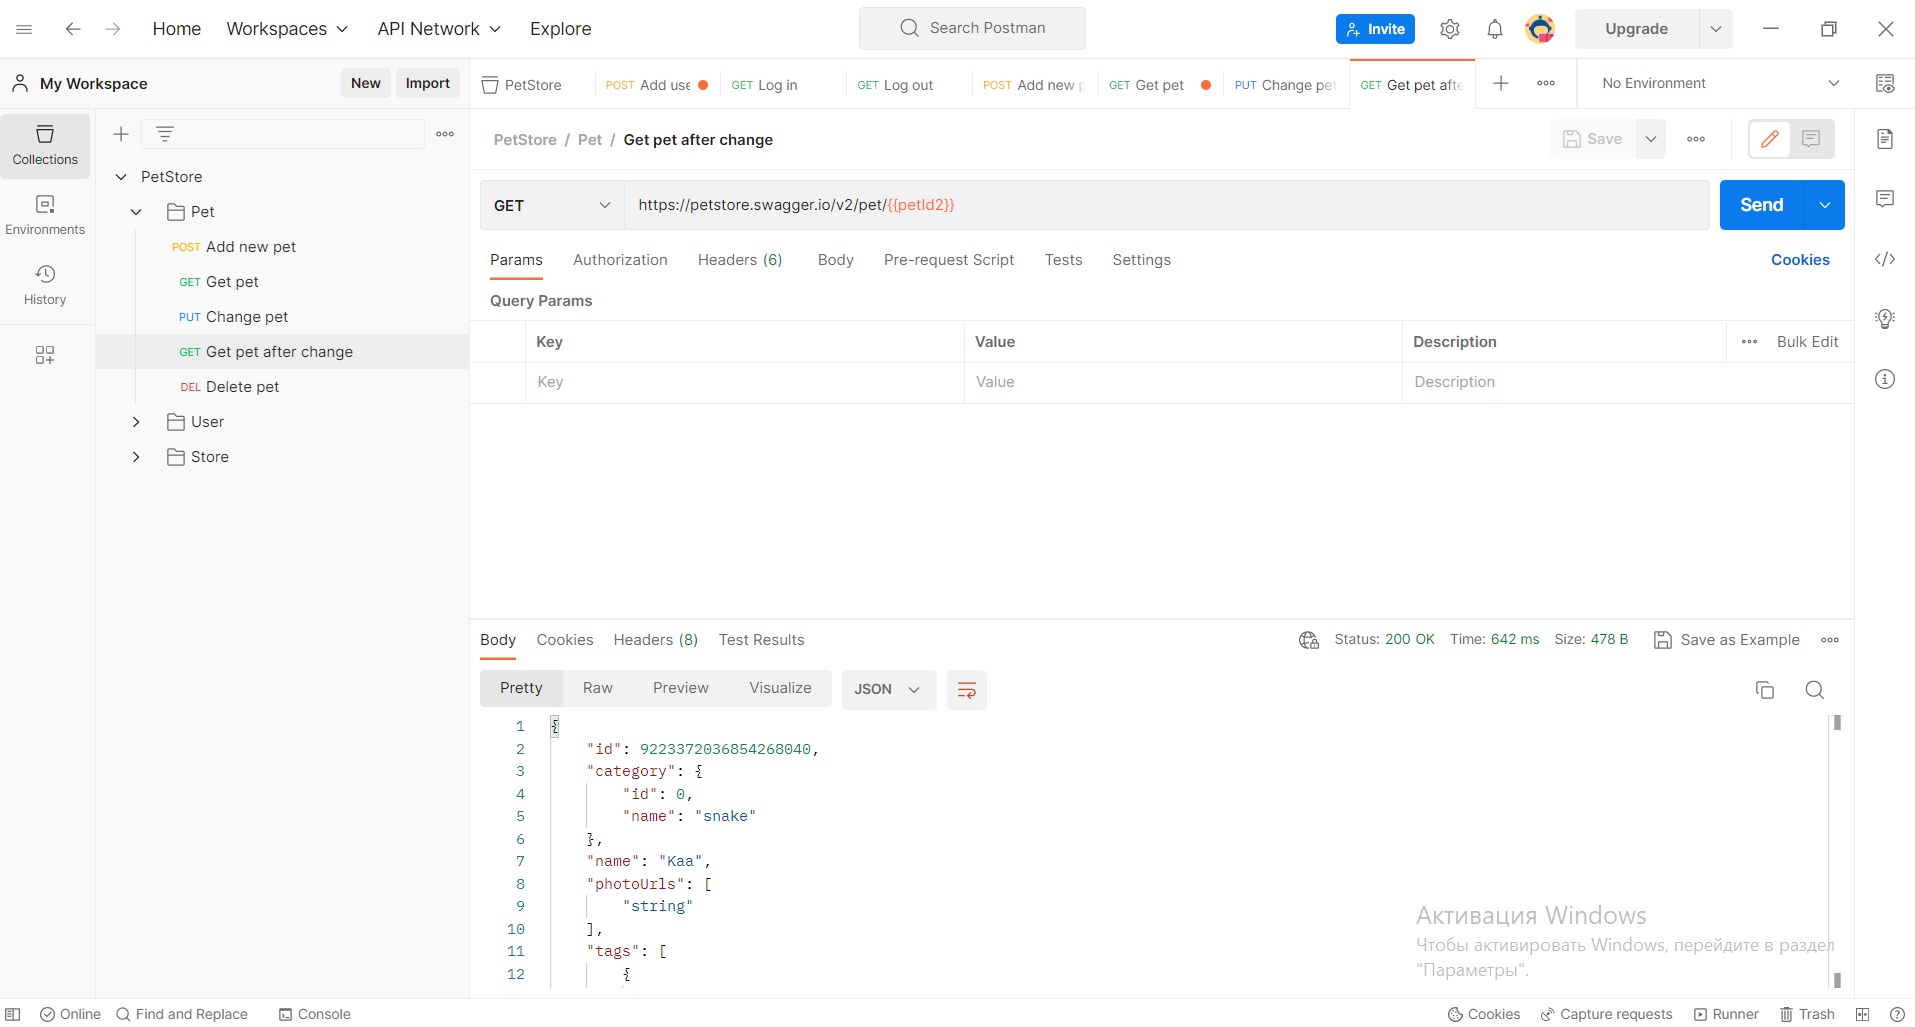 Home Workspaces API Network Explore Search Postman Invite Upgrade
My Workspace New Import PetStore POST Add use GET Log in GET Log out POST Add new p GET Get pet PUT Change pet GET Get pet afte No Environment
Collections
Environments
History
PetStore
Pet
POST Add new pet
GET Get pet
PUT Change pet
GET Get pet after change
DEL Delete pet
User
Store
PetStore / Pet / Get pet after change Save
GET https://petstore.swagger.io/v2/pet/{{petId2}} Send
Params Authorization Headers (6) Body Pre-request Script Tests Settings Cookies
Query Params
Key Value Description Bulk Edit
Key Value Description
Body Cookies Headers (8) Test Results Status: 200 OK Time: 642 ms Size: 478 B Save as Example
Pretty Raw Preview Visualize JSON
1 {
2 "id": 9223372036854268040,
3 "category": {
4 "id": 0,
5 "name": "snake"
6 },
7 "name": "Kaa",
8 "photoUrls": [
9 "string"
10 ],
11 "tags": [
12 {
Активация Windows
Чтобы активировать Windows, перейдите в раздел
"Параметры".
Online Find and Replace Console Cookies Capture requests Runner Trash